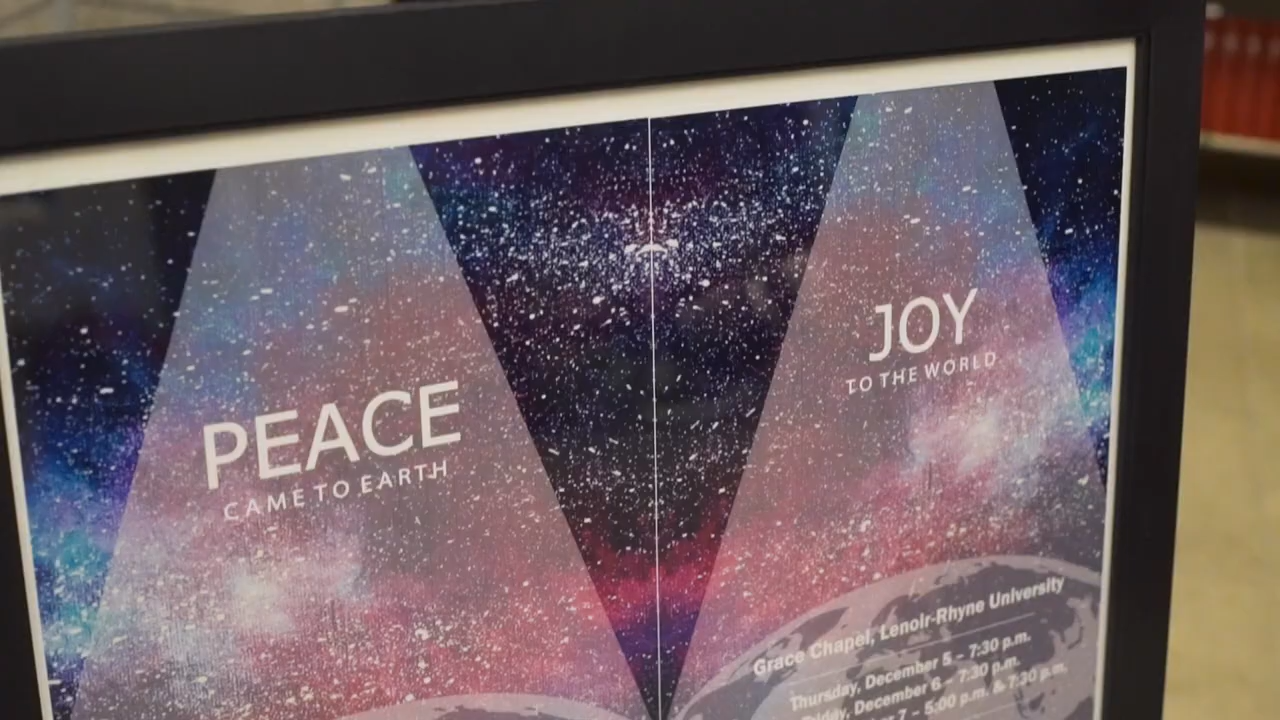 PEACE
CAME TO EARTH
JOY
TO THE WORLD
Grace Chapel, Lenoir-Rhyne University
Thursday, December 5 – 7:30 p.m.
Friday, December 6 – 7:30 p.m.
7 – 5:00 p.m. & 7:30 p.m.